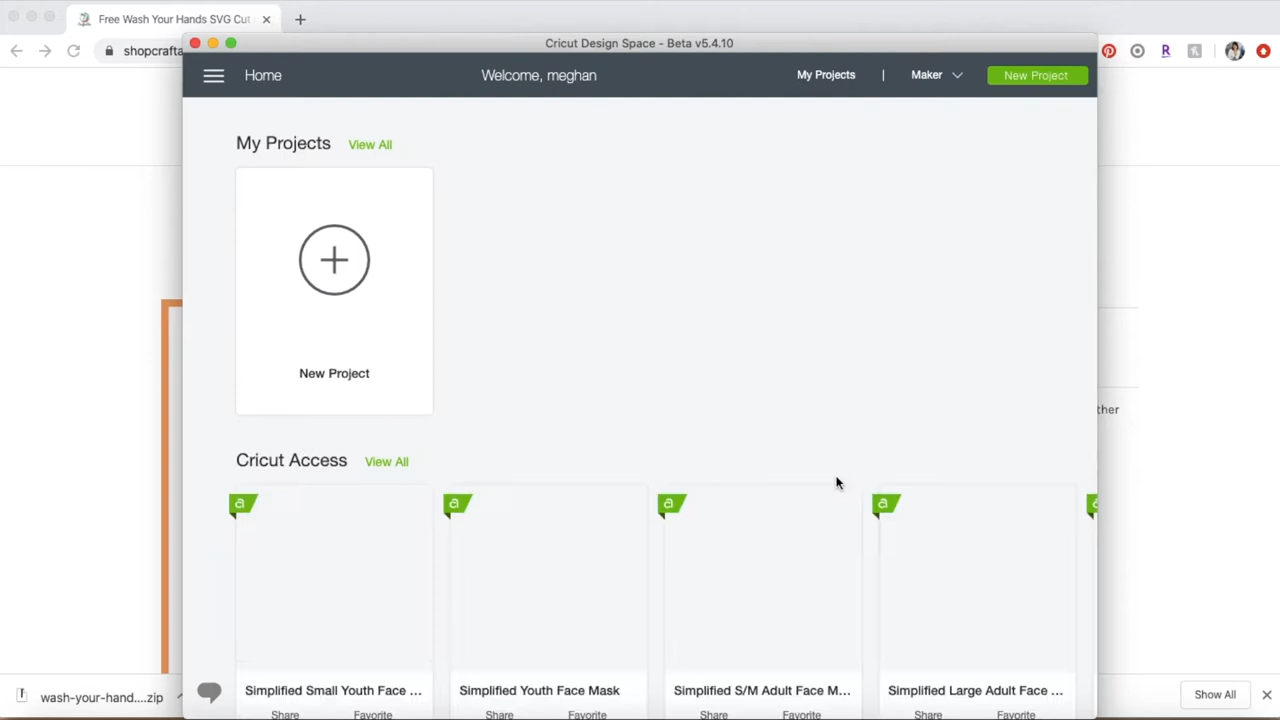 Free Wash Your Hands SVG Cut
shopcrafta
Cricut Design Space - Beta v5.4.10
Home
Welcome, meghan
My Projects
|
Maker
New Project
My Projects
View All
New Project
ther
Cricut Access
View All
a
a
a
a
Simplified Small Youth Face ...
Simplified Youth Face Mask
Simplified S/M Adult Face M...
Simplified Large Adult Face ...
Share
Favorite
Share
Favorite
Share
Favorite
Share
Favorite
wash-your-hand....zip
Show All